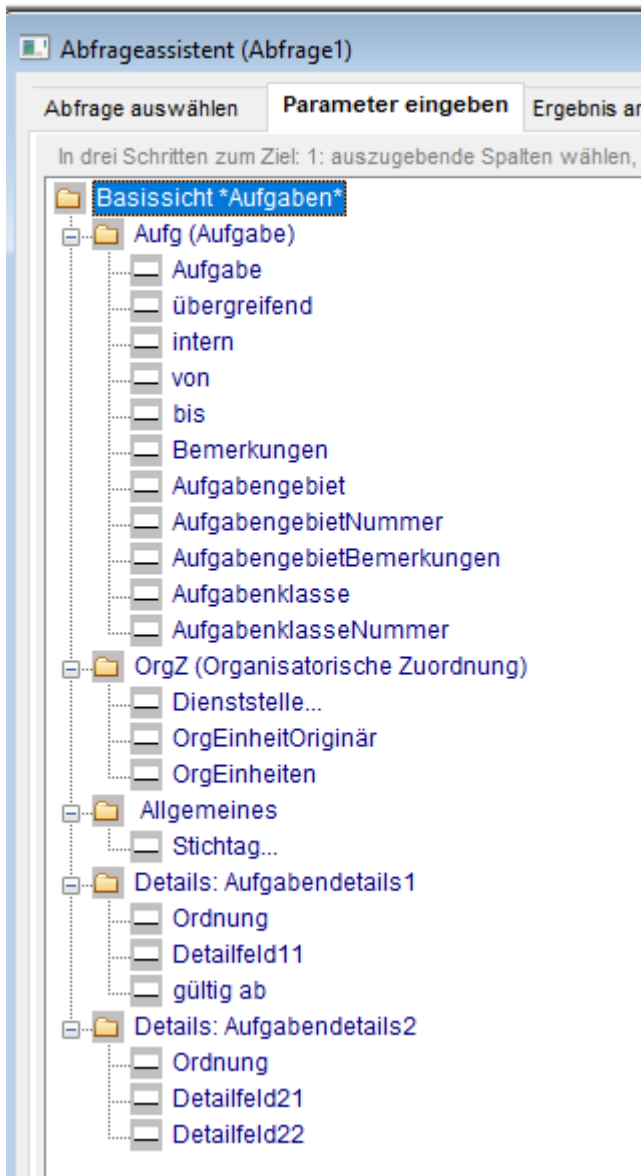 Abfrageassistent (Abfrage1)
Abfrage auswählen Parameter eingeben Ergebnis an
In drei Schritten zum Ziel: 1: auszugebende Spalten wählen,
Basissicht *Aufgaben*
Aufg (Aufgabe)
Aufgabe
übergreifend
intern
von
bis
Bemerkungen
Aufgabengebiet
AufgabengebietNummer
AufgabengebietBemerkungen
Aufgabenklasse
AufgabenklasseNummer
OrgZ (Organisatorische Zuordnung)
Dienststelle...
OrgEinheitOriginär
OrgEinheiten
Allgemeines
Stichtag...
Details: Aufgabendetails1
Ordnung
Detailfeld11
gültig ab
Details: Aufgabendetails2
Ordnung
Detailfeld21
Detailfeld22